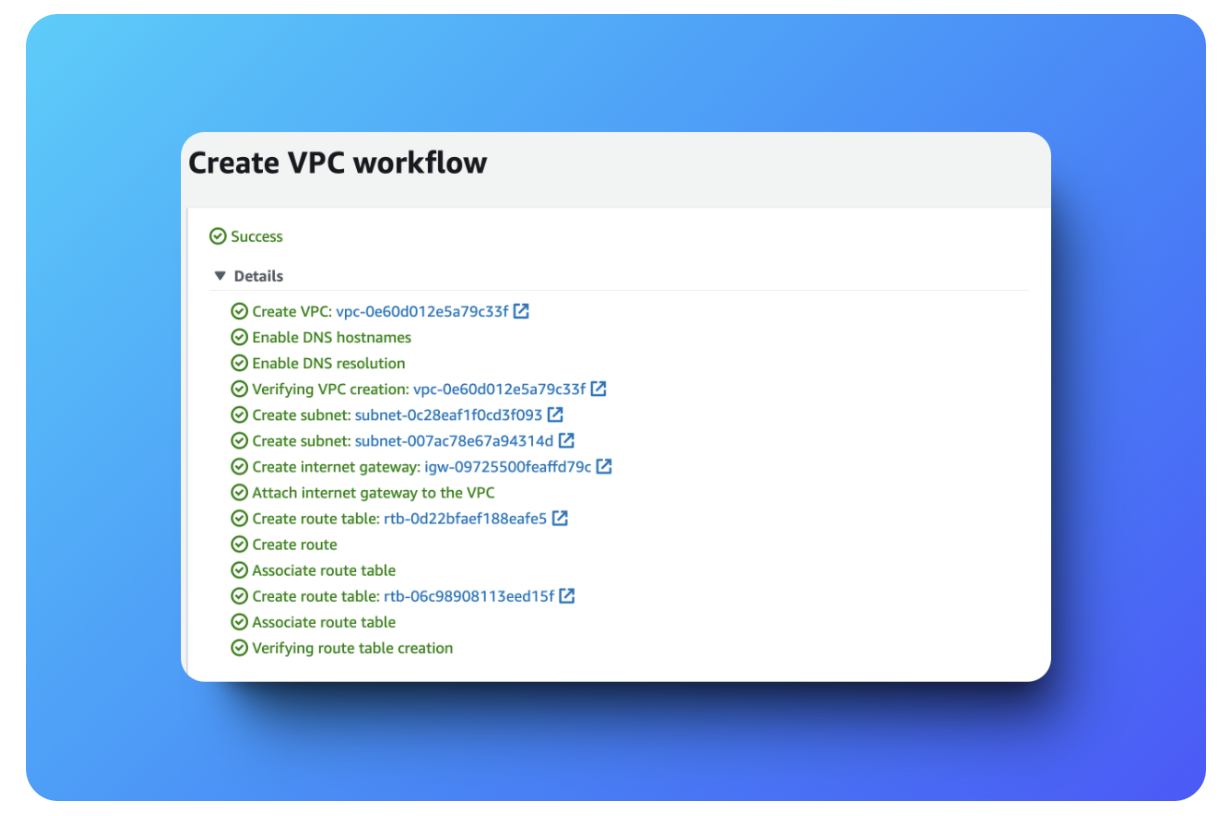 Create VPC workflow
Success
Details
Create VPC: vpc-0e60d012e5a79c33f
Enable DNS hostnames
Enable DNS resolution
Verifying VPC creation: vpc-0e60d012e5a79c33f
Create subnet: subnet-0c28eaf1f0cd3f093
Create subnet: subnet-007ac78e67a94314d
Create internet gateway: igw-09725500feaffd79c
Attach internet gateway to the VPC
Create route table: rtb-0d22bfaef188eafe5
Create route
Associate route table
Create route table: rtb-06c98908113eed15f
Associate route table
Verifying route table creation